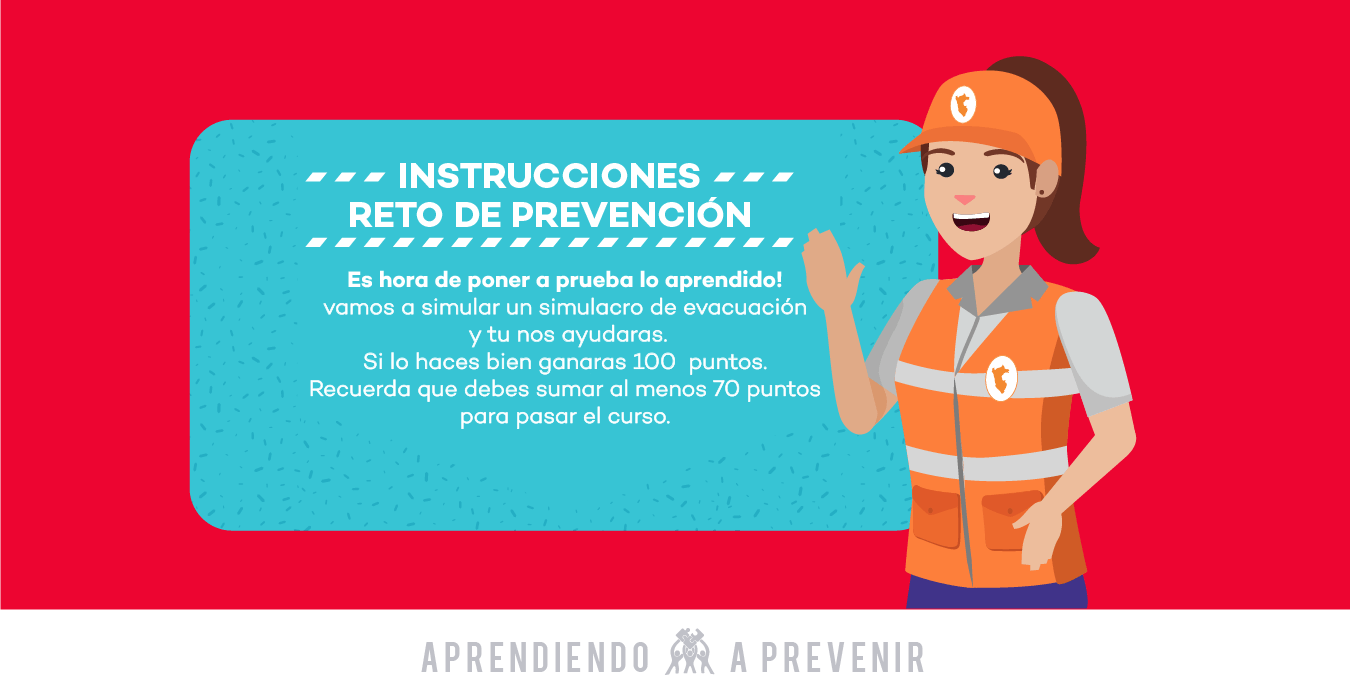 INSTRUCCIONES
RETO DE PREVENCIÓN
Es hora de poner a prueba lo aprendido!
vamos a simular un simulacro de evacuación
y tu nos ayudaras.
Si lo haces bien ganaras 100  puntos.
Recuerda que debes sumar al menos 70 puntos
para pasar el curso.
APRENDIENDO A PREVENIR